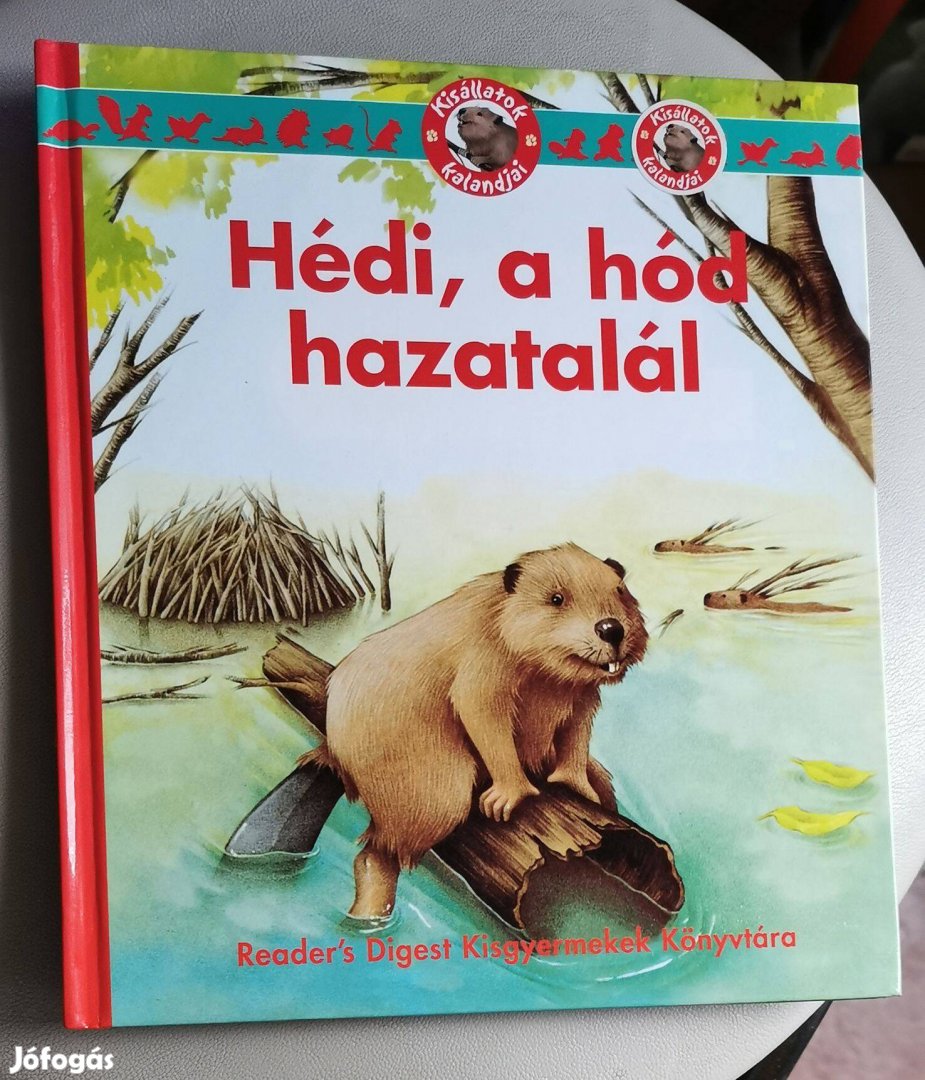 Kisállatok
kalandjai
Kisállatok
kalandjai
Hédi, a hód
hazatalál
Reader's Digest Kisgyermekek Könyvtára
Jófogás